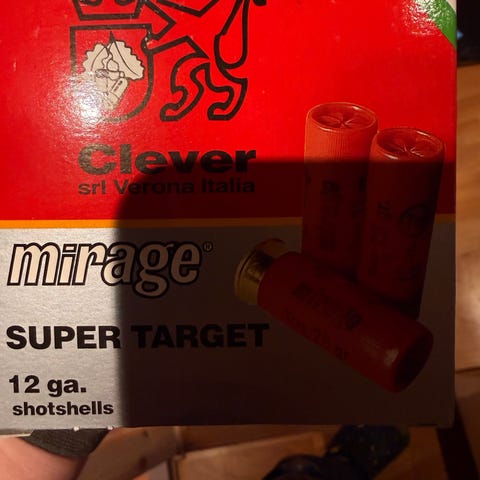 Clever
srl Verona Italia
mirage®
SUPER TARGET
12 ga.
shotshells